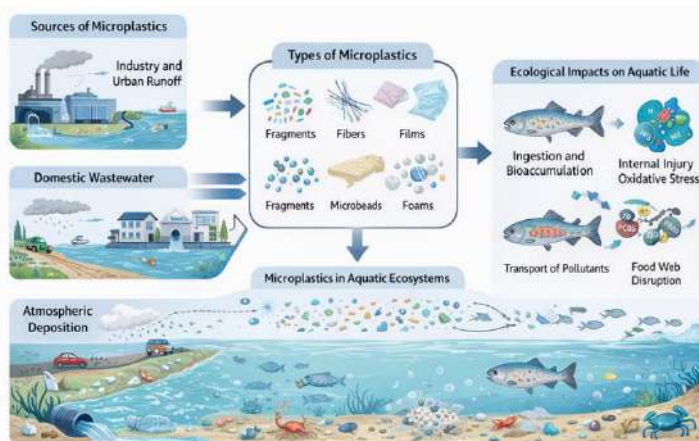 Sources of Microplastics
Industry and
Urban Runoff
Domestic Wastewater
Types of Microplastics
Fragments
Fibers
Films
Fragments
Microbeads
Foams
Ecological Impacts on Aquatic Life
Ingestion and
Bioaccumulation
Internal Injury
Oxidative Stress
Transport of Pollutants
Food Web
Disruption
Microplastics in Aquatic Ecosystems
Atmospheric
Deposition